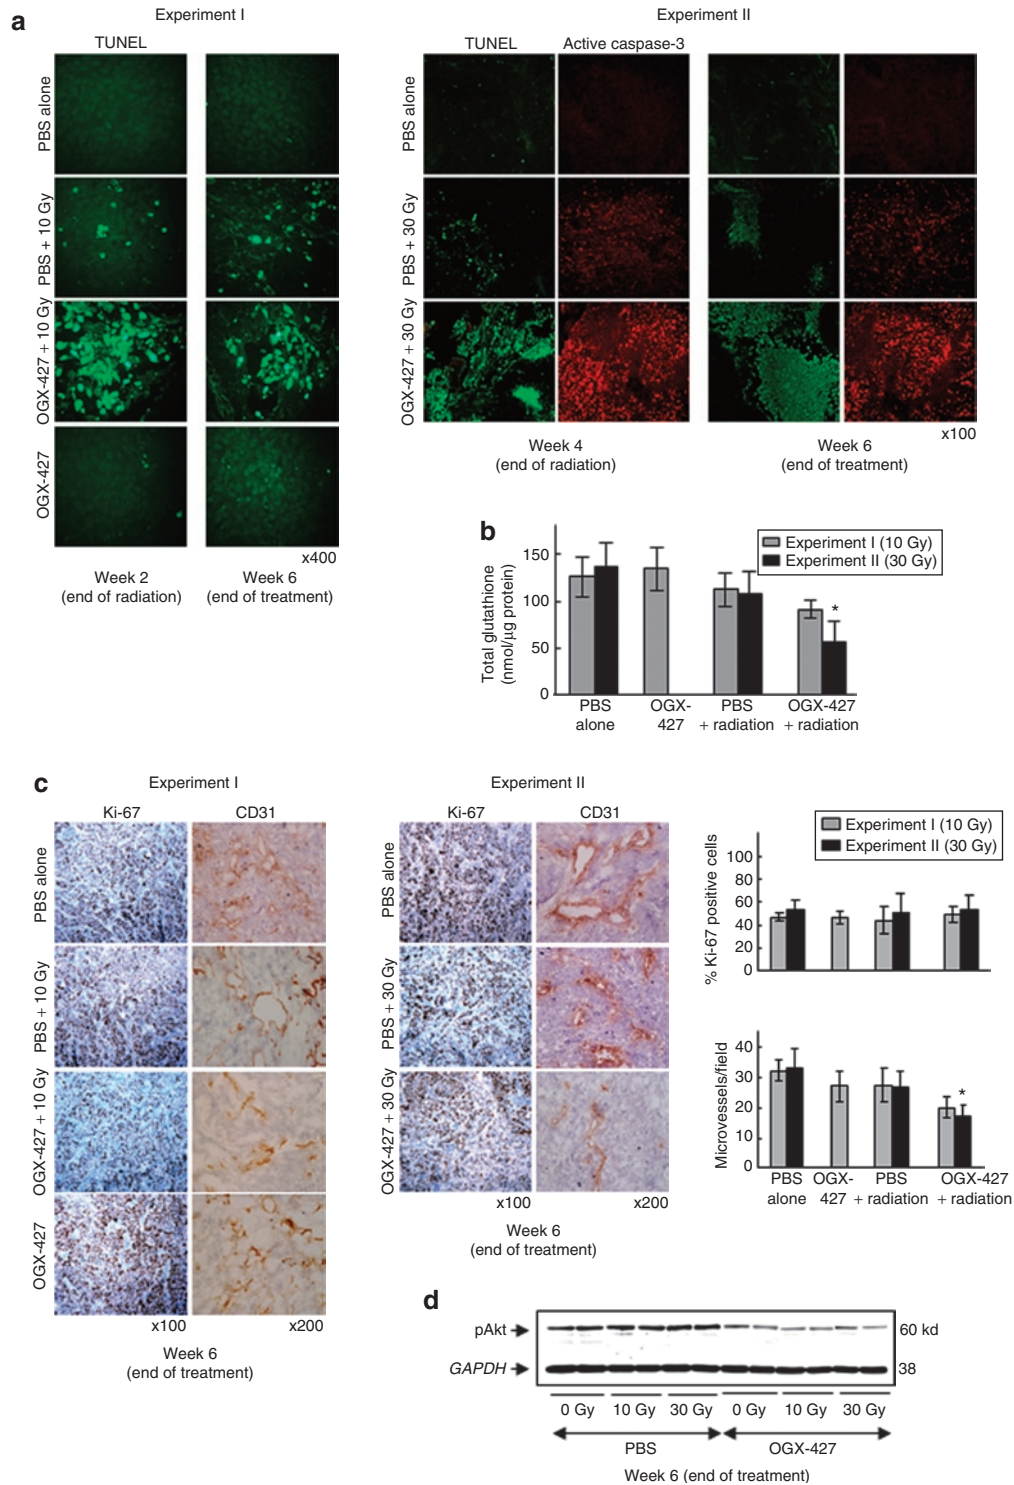 a
Experiment I
TUNEL
PBS alone
PBS + 10 Gy
OGX-427 + 10 Gy
OGX-427
x400
Week 2
(end of radiation)
Week 6
(end of treatment)
Experiment II
TUNEL
Active caspase-3
PBS alone
PBS + 30 Gy
OGX-427 + 30 Gy
x100
Week 4
(end of radiation)
Week 6
(end of treatment)
b
Total glutathione
(nmol/μg protein)
150
100
50
0
Experiment I (10 Gy)
Experiment II (30 Gy)
*
PBS
alone
OGX-
427
PBS
+ radiation
OGX-427
+ radiation
c
Experiment I
Ki-67
CD31
PBS alone
PBS + 10 Gy
OGX-427 + 10 Gy
OGX-427
x100
x200
Week 6
(end of treatment)
Experiment II
Ki-67
CD31
PBS alone
PBS + 30 Gy
OGX-427 + 30 Gy
x100
x200
Week 6
(end of treatment)
Experiment I (10 Gy)
Experiment II (30 Gy)
% Ki-67 positive cells
100
80
60
40
20
0
Microvessels/field
40
30
20
10
0
*
PBS
alone
OGX-
427
PBS
+ radiation
OGX-427
+ radiation
d
pAkt
60 kd
GAPDH
38
0 Gy 10 Gy 30 Gy 0 Gy 10 Gy 30 Gy
PBS OGX-427
Week 6 (end of treatment)